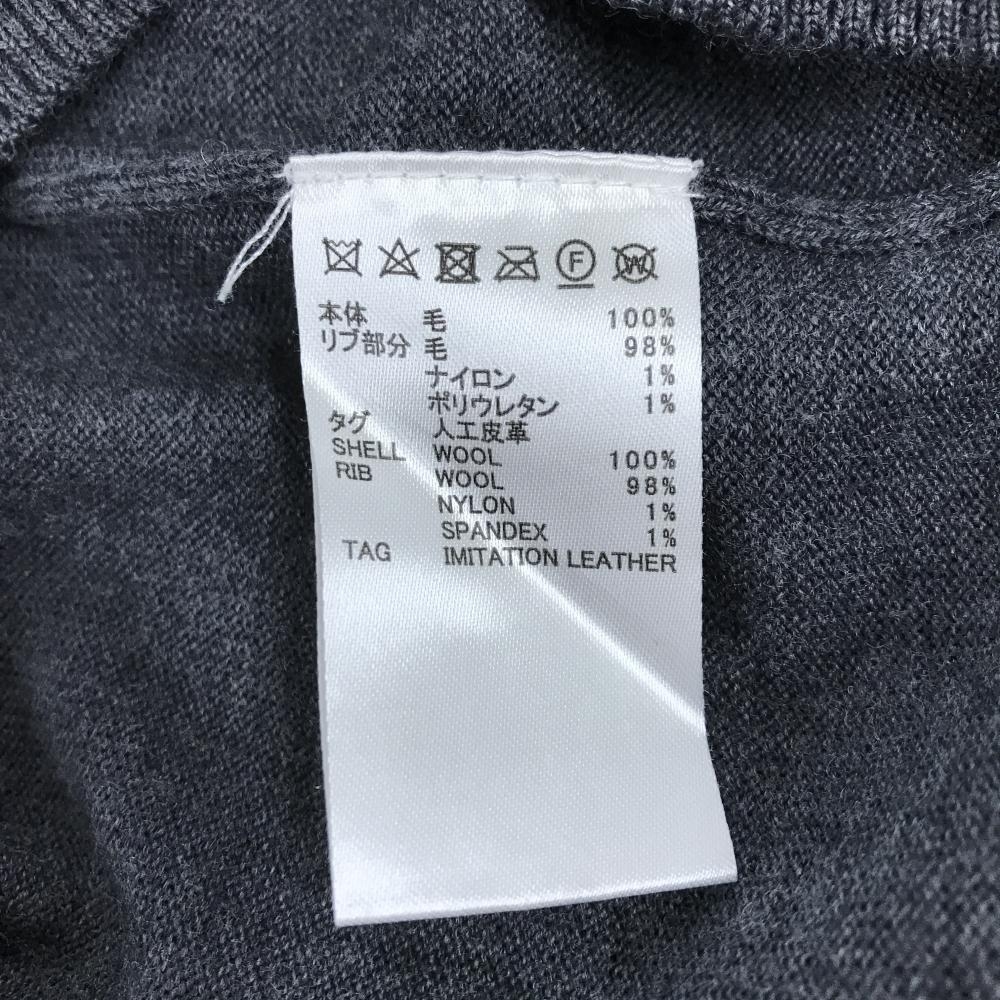 F W
本体 毛 100%
リブ部分 毛 98%
ナイロン 1%
ポリウレタン 1%
タグ 人工皮革
SHELL WOOL 100%
RIB WOOL 98%
NYLON 1%
SPANDEX 1%
TAG IMITATION LEATHER